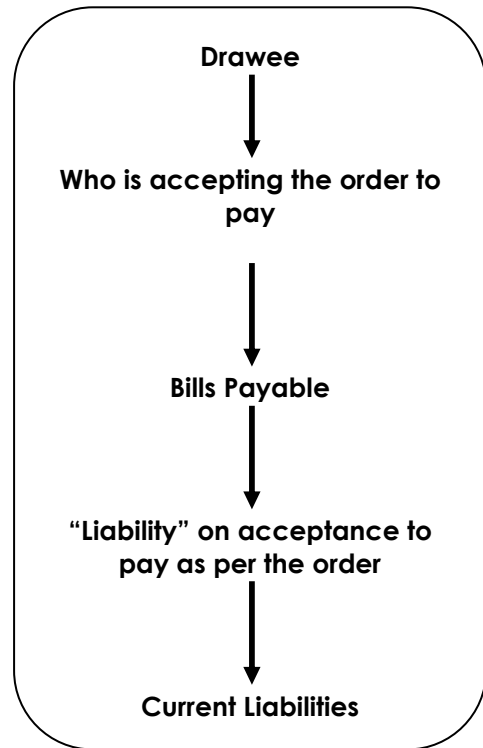 Drawee
Who is accepting the order to
pay
Bills Payable
“Liability” on acceptance to
pay as per the order
Current Liabilities